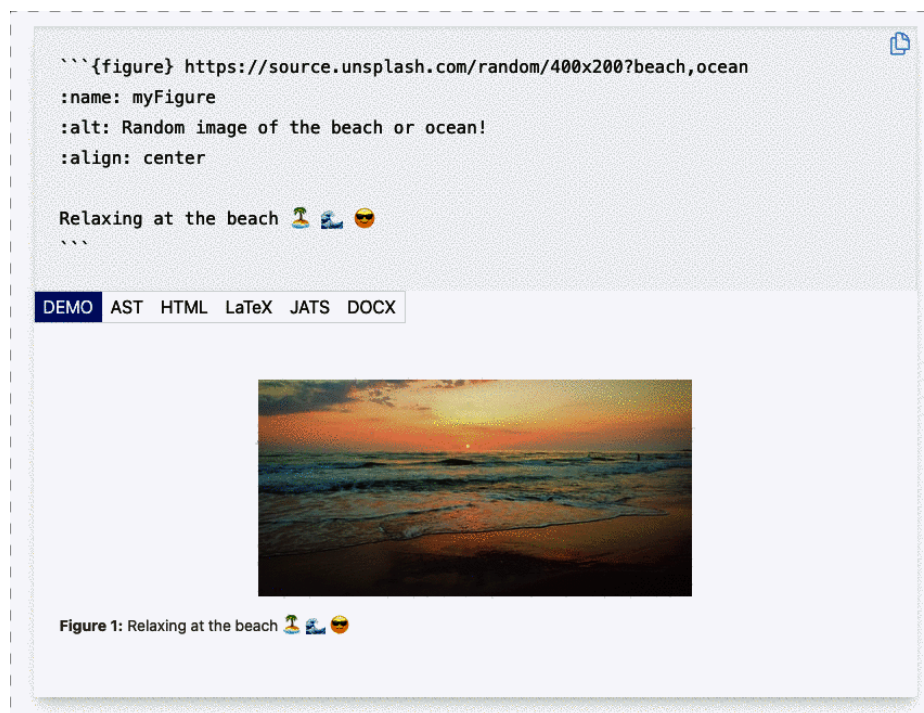 ```{figure} https://source.unsplash.com/random/400x200?beach,ocean
:name: myFigure
:alt: Random image of the beach or ocean!
:align: center
Relaxing at the beach 🏝 🌊 😎
```
DEMO AST HTML LaTeX JATS DOCX
Figure 1: Relaxing at the beach 🏝 🌊 😎